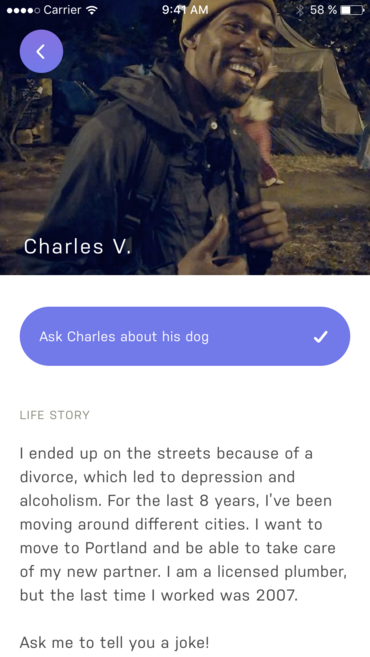 Carrier 9:41 AM 58 %
Charles V.
Ask Charles about his dog
LIFE STORY
I ended up on the streets because of a
divorce, which led to depression and
alcoholism. For the last 8 years, I've been
moving around different cities. I want to
move to Portland and be able to take care
of my new partner. I am a licensed plumber,
but the last time I worked was 2007.
Ask me to tell you a joke!